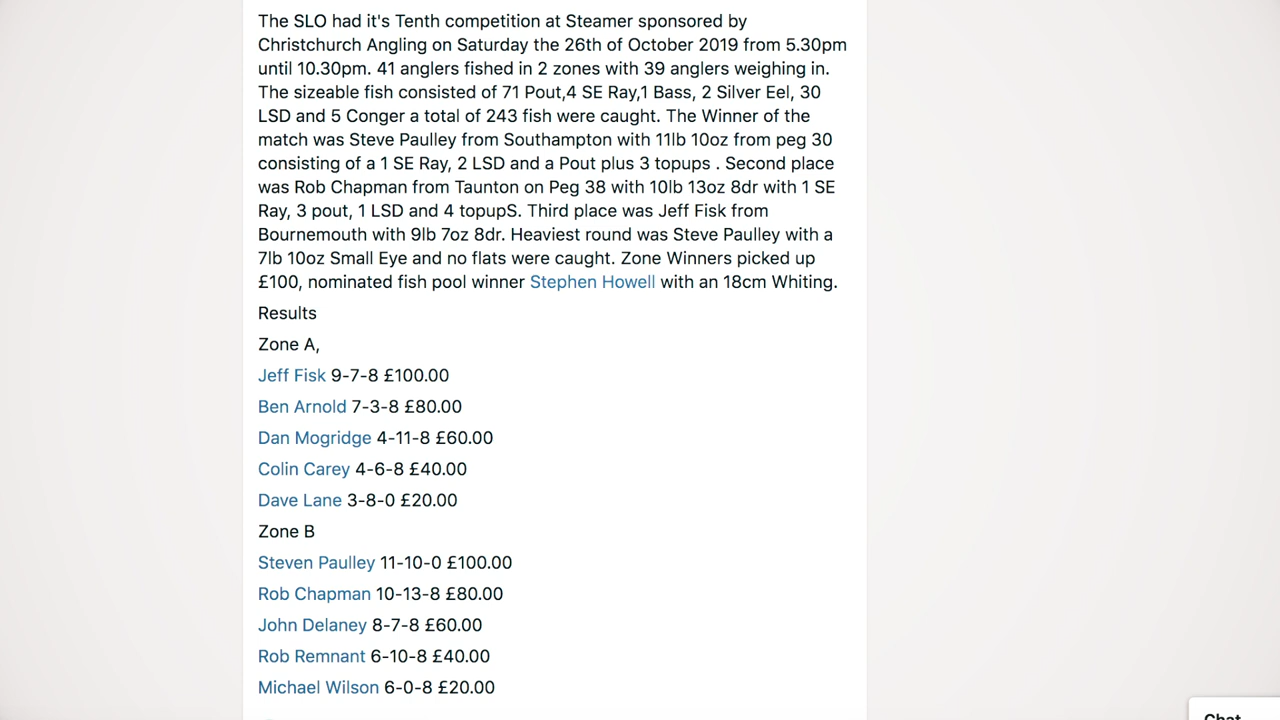 The SLO had it's Tenth competition at Steamer sponsored by
Christchurch Angling on Saturday the 26th of October 2019 from 5.30pm
until 10.30pm. 41 anglers fished in 2 zones with 39 anglers weighing in.
The sizeable fish consisted of 71 Pout,4 SE Ray,1 Bass, 2 Silver Eel, 30
LSD and 5 Conger a total of 243 fish were caught. The Winner of the
match was Steve Paulley from Southampton with 11lb 10oz from peg 30
consisting of a 1 SE Ray, 2 LSD and a Pout plus 3 topups . Second place
was Rob Chapman from Taunton on Peg 38 with 10lb 13oz 8dr with 1 SE
Ray, 3 pout, 1 LSD and 4 topupS. Third place was Jeff Fisk from
Bournemouth with 9lb 7oz 8dr. Heaviest round was Steve Paulley with a
7lb 10oz Small Eye and no flats were caught. Zone Winners picked up
£100, nominated fish pool winner Stephen Howell with an 18cm Whiting.
Results
Zone A,
Jeff Fisk 9-7-8 £100.00
Ben Arnold 7-3-8 £80.00
Dan Mogridge 4-11-8 £60.00
Colin Carey 4-6-8 £40.00
Dave Lane 3-8-0 £20.00
Zone B
Steven Paulley 11-10-0 £100.00
Rob Chapman 10-13-8 £80.00
John Delaney 8-7-8 £60.00
Rob Remnant 6-10-8 £40.00
Michael Wilson 6-0-8 £20.00
Chat